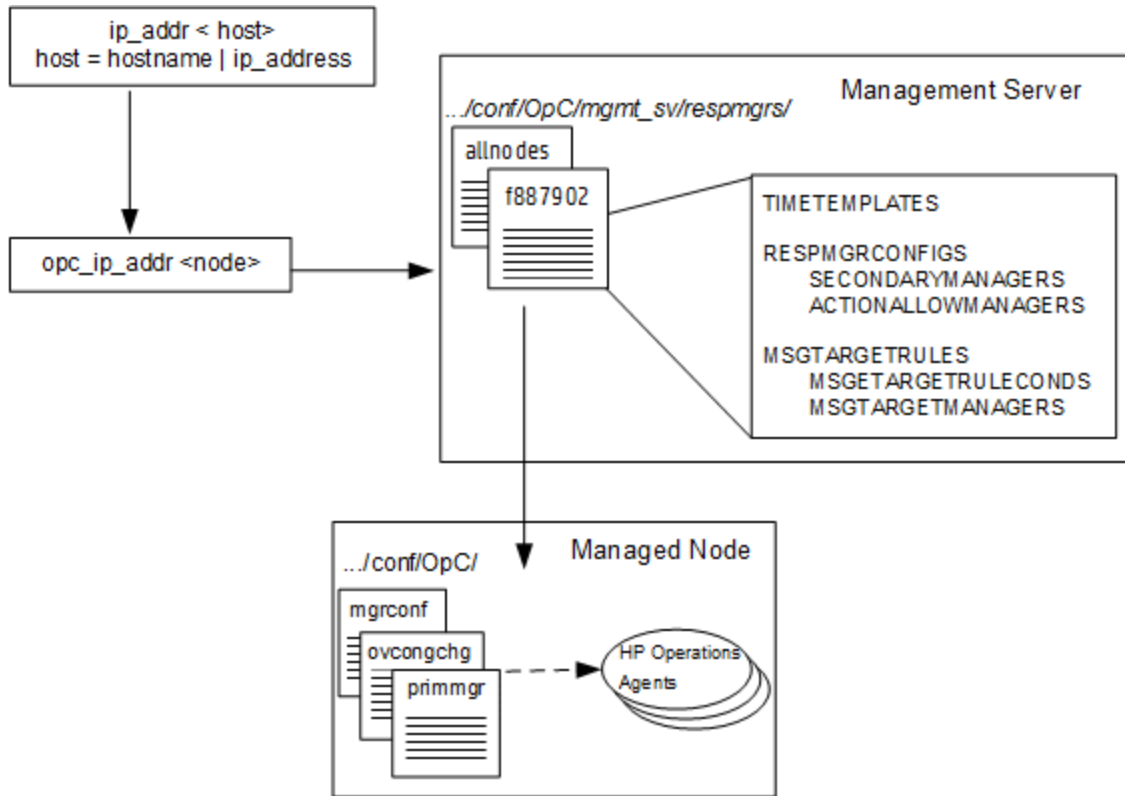 ip_addr < host>
host = hostname | ip_address
Management Server
.../conf/OpC/mgmt_sv/respmgrs/
allnodes
f887902
TIMETEMPLATES
RESPMGRCONFIGS
SECONDARYMANAGERS
ACTIONALLOWMANAGERS
MSGTARGETRULES
MSGETARGETRULECONDS
MSGTARGETMANAGERS
opc_ip_addr <node>
Managed Node
.../conf/OpC/
mgrconf
ovcongchg
primmgr
HP Operations
Agents